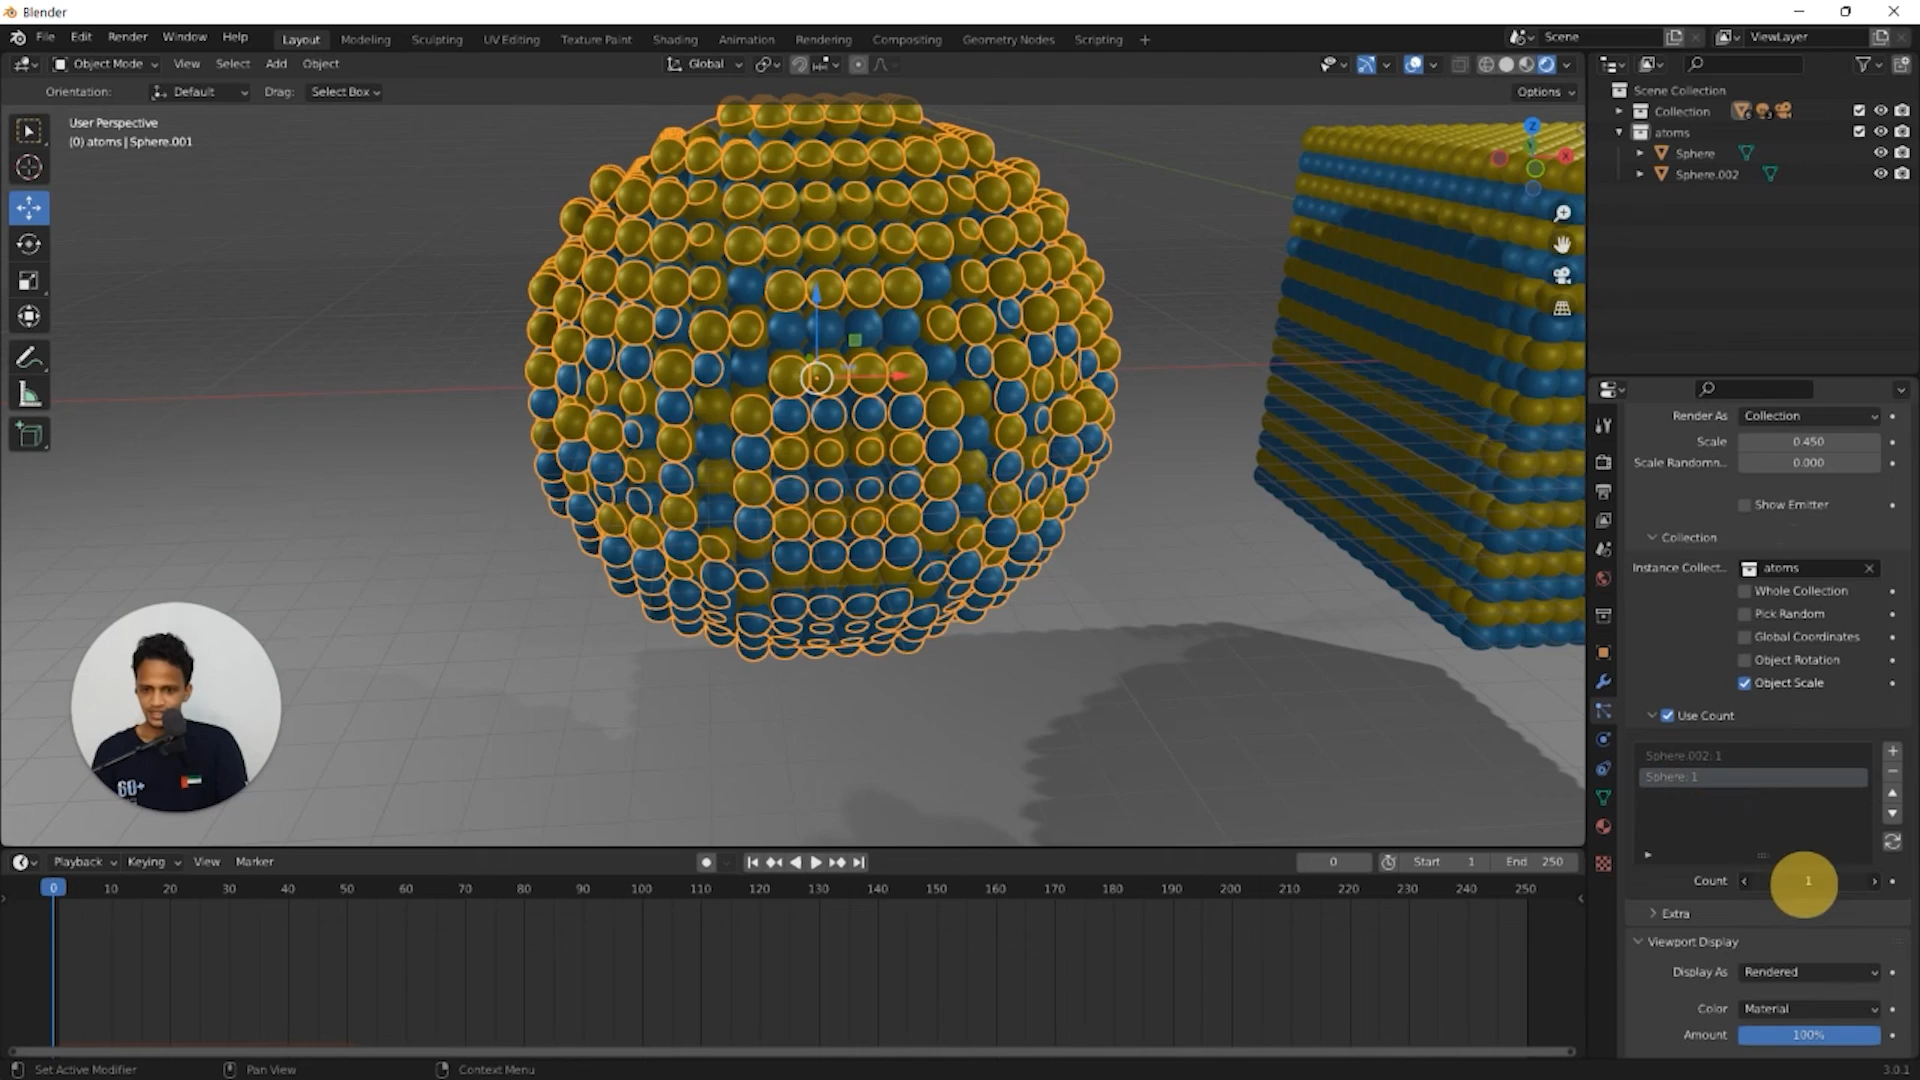 Blender
File Edit Render Window Help Layout Modeling Sculpting UV Editing Texture Paint Shading Animation Rendering Compositing Geometry Nodes Scripting + Scene ViewLayer
Object Mode View Select Add Object Global
Orientation: Default Drag: Select Box Options
User Perspective
(0) atoms | Sphere.001
Z
X
60+
Scene Collection
Collection
atoms
Sphere
Sphere.002
Render As Collection
Scale 0.450
Scale Randomn... 0.000
Show Emitter
Collection
Instance Collect... atoms
Whole Collection
Pick Random
Global Coordinates
Object Rotation
Object Scale
Use Count
Sphere.002: 1
Sphere: 1
Count 1
Extra
Viewport Display
Display As Rendered
Color Material
Amount 100%
Playback Keying View Marker 0 Start 1 End 250
0 10 20 30 40 50 60 70 80 90 100 110 120 130 140 150 160 170 180 190 200 210 220 230 240 250
Set Active Modifier Pan View Context Menu 3.0.1